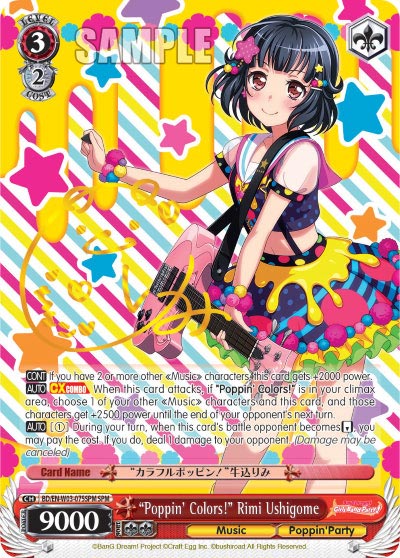 LEVEL
3
2
COST
SAMPLE
CONT If you have 2 or more other «Music» characters, this card gets +2000 power.
AUTO CX COMBO When this card attacks, if "Poppin' Colors!" is in your climax
area, choose 1 of your other «Music» characters and this card, and those
characters get +2500 power until the end of your opponent's next turn.
AUTO [①] During your turn, when this card's battle opponent becomes, you
may pay the cost. If you do, deal 1 damage to your opponent. (Damage may be
canceled)
Card Name
“カラフルポッピン!”牛込りみ
CH BD/EN-W03-075SPM SPM
POWER
9000
"Poppin' Colors!" Rimi Ushigome
Music
Poppin'Party
©BanG Dream! Project ©Craft Egg Inc. ©bushiroad All Rights Reserved.